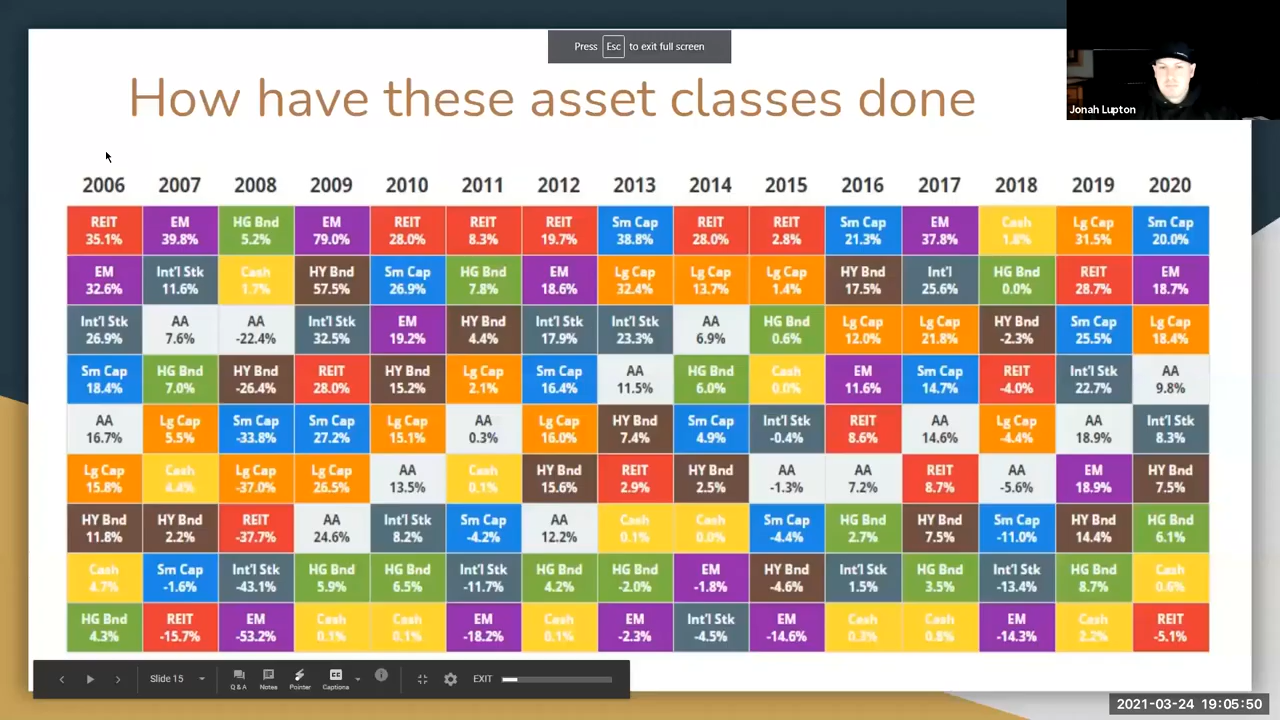 Press Esc to exit full screen
How have these asset classes done
Jonah Lupton
2006 2007 2008 2009 2010 2011 2012 2013 2014 2015 2016 2017 2018 2019 2020
REIT EM HG Bnd EM REIT REIT REIT Sm Cap REIT REIT Sm Cap EM Cash Lg Cap Sm Cap
35.1% 39.8% 5.2% 79.0% 28.0% 8.3% 19.7% 38.8% 28.0% 2.8% 21.3% 37.8% 1.8% 31.5% 20.0%
EM Int'l Stk Cash HY Bnd Sm Cap HG Bnd EM Lg Cap Lg Cap Lg Cap HY Bnd Int'l HG Bnd REIT EM
32.6% 11.6% 1.7% 57.5% 26.9% 7.8% 18.6% 32.4% 13.7% 1.4% 17.5% 25.6% 0.0% 28.7% 18.7%
Int'l Stk AA AA Int'l Stk EM HY Bnd Int'l Stk Int'l Stk AA HG Bnd Lg Cap Lg Cap HY Bnd Sm Cap Lg Cap
26.9% 7.6% -22.4% 32.5% 19.2% 4.4% 17.9% 23.3% 6.9% 0.6% 12.0% 21.8% -2.3% 25.5% 18.4%
Sm Cap HG Bnd HY Bnd REIT HY Bnd Lg Cap Sm Cap AA HG Bnd Cash EM Sm Cap REIT Int'l Stk AA
18.4% 7.0% -26.4% 28.0% 15.2% 2.1% 16.4% 11.5% 6.0% 0.0% 11.6% 14.7% -4.0% 22.7% 9.8%
AA Lg Cap Sm Cap Sm Cap Lg Cap AA Lg Cap HY Bnd Sm Cap Int'l Stk REIT AA Lg Cap AA Int'l Stk
16.7% 5.5% -33.8% 27.2% 15.1% 0.3% 16.0% 7.4% 4.9% -0.4% 8.6% 14.6% -4.4% 18.9% 8.3%
Lg Cap Cash Lg Cap Lg Cap AA Cash HY Bnd REIT HY Bnd AA AA REIT AA EM HY Bnd
15.8% 4.4% -37.0% 26.5% 13.5% 0.1% 15.6% 2.9% 2.5% -1.3% 7.2% 8.7% -5.6% 18.9% 7.5%
HY Bnd HY Bnd REIT AA Int'l Stk Sm Cap AA Cash Cash Sm Cap HG Bnd HY Bnd Sm Cap HY Bnd HG Bnd
11.8% 2.2% -37.7% 24.6% 8.2% -4.2% 12.2% 0.1% 0.0% -4.4% 2.7% 7.5% -11.0% 14.4% 6.1%
Cash Sm Cap Int'l Stk HG Bnd HG Bnd Int'l Stk HG Bnd HG Bnd EM HY Bnd Int'l Stk HG Bnd Int'l Stk HG Bnd Cash
4.7% -1.6% -43.1% 5.9% 6.5% -11.7% 4.2% -2.0% -1.8% -4.6% 1.5% 3.5% -13.4% 8.7% 0.6%
HG Bnd REIT EM Cash Cash EM Cash EM Int'l Stk EM Cash Cash EM Cash REIT
4.3% -15.7% -53.2% 0.1% 0.1% -18.2% 0.1% -2.3% -4.5% -14.6% 0.3% 0.8% -14.3% 2.2% -5.1%
Slide 15 Q & A Notes Pointer CC Captions EXIT
2021-03-24 19:05:50